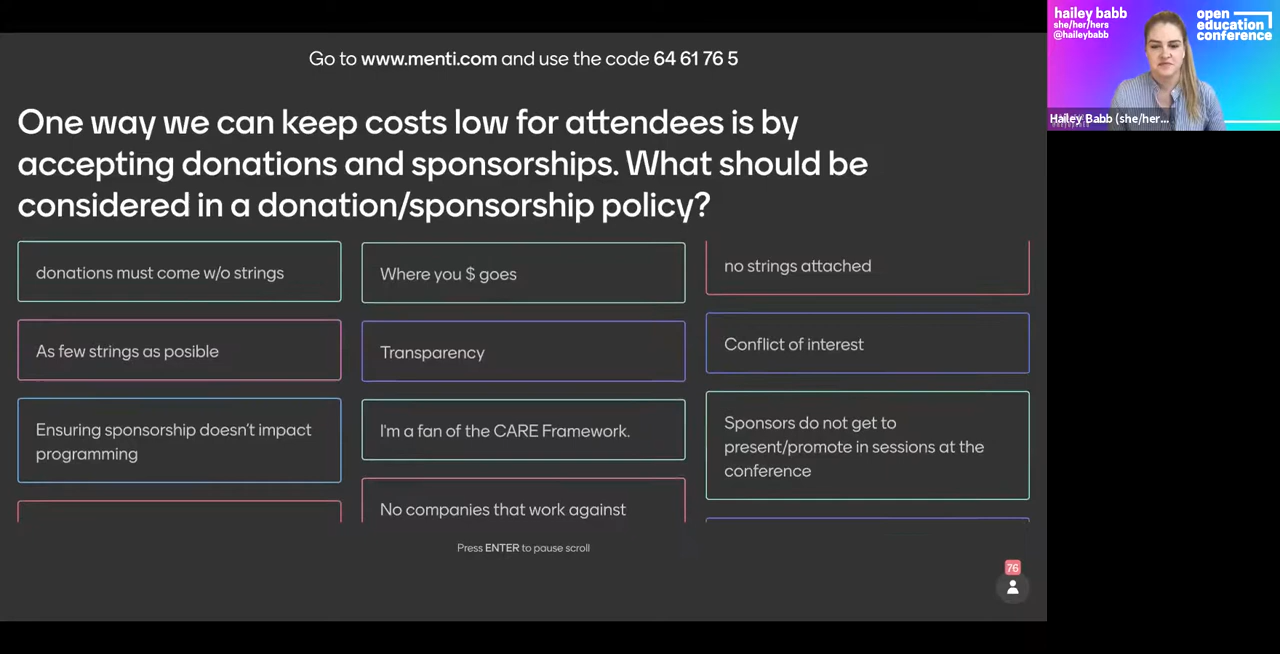 Go to www.menti.com and use the code 64 61 76 5
One way we can keep costs low for attendees is by
accepting donations and sponsorships. What should be
considered in a donation/sponsorship policy?
donations must come w/o strings
As few strings as posible
Ensuring sponsorship doesn't impact
programming
Where you $ goes
Transparency
I'm a fan of the CARE Framework.
No companies that work against
no strings attached
Conflict of interest
Sponsors do not get to
present/promote in sessions at the
conference
Press ENTER to pause scroll
76
hailey babb
she/her/hers
@haileybabb
open
education
conference
Hailey Babb (she/her...